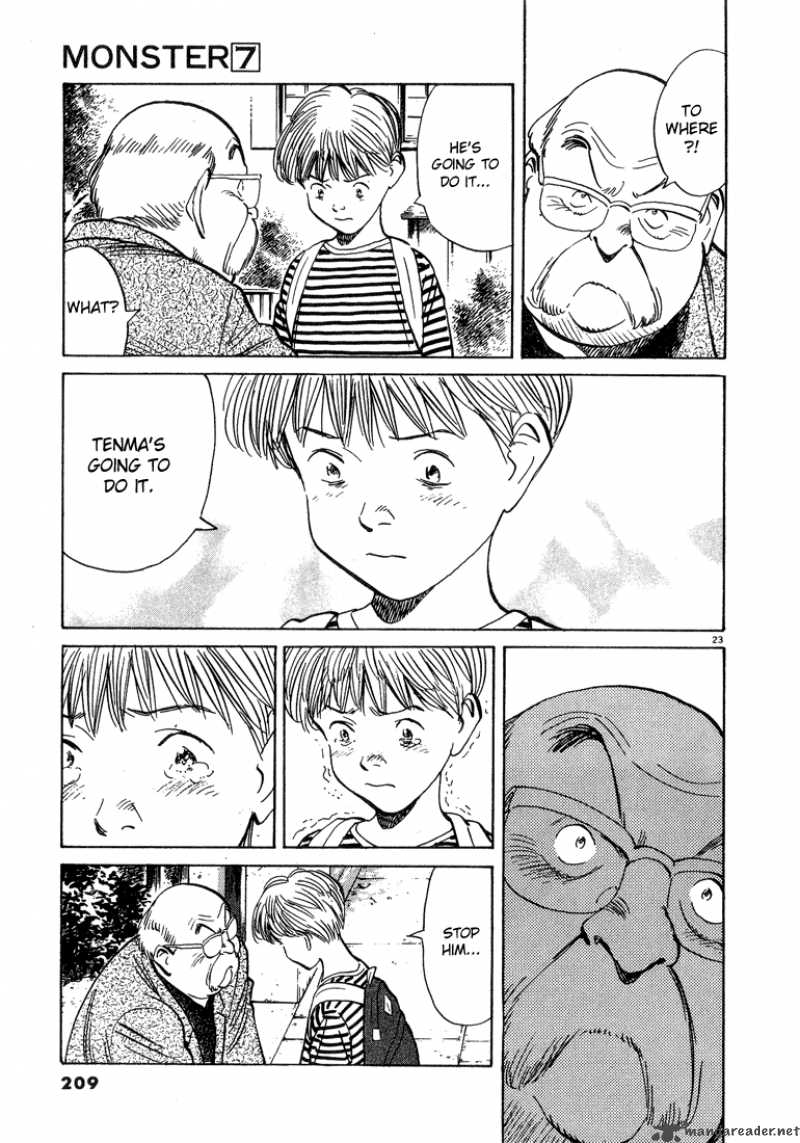 MONSTER 7
TO
WHERE
?!
HE'S
GOING TO
DO IT...
WHAT?
TENMA'S
GOING TO
DO IT.
23
STOP
HIM...
209
mangareader.net